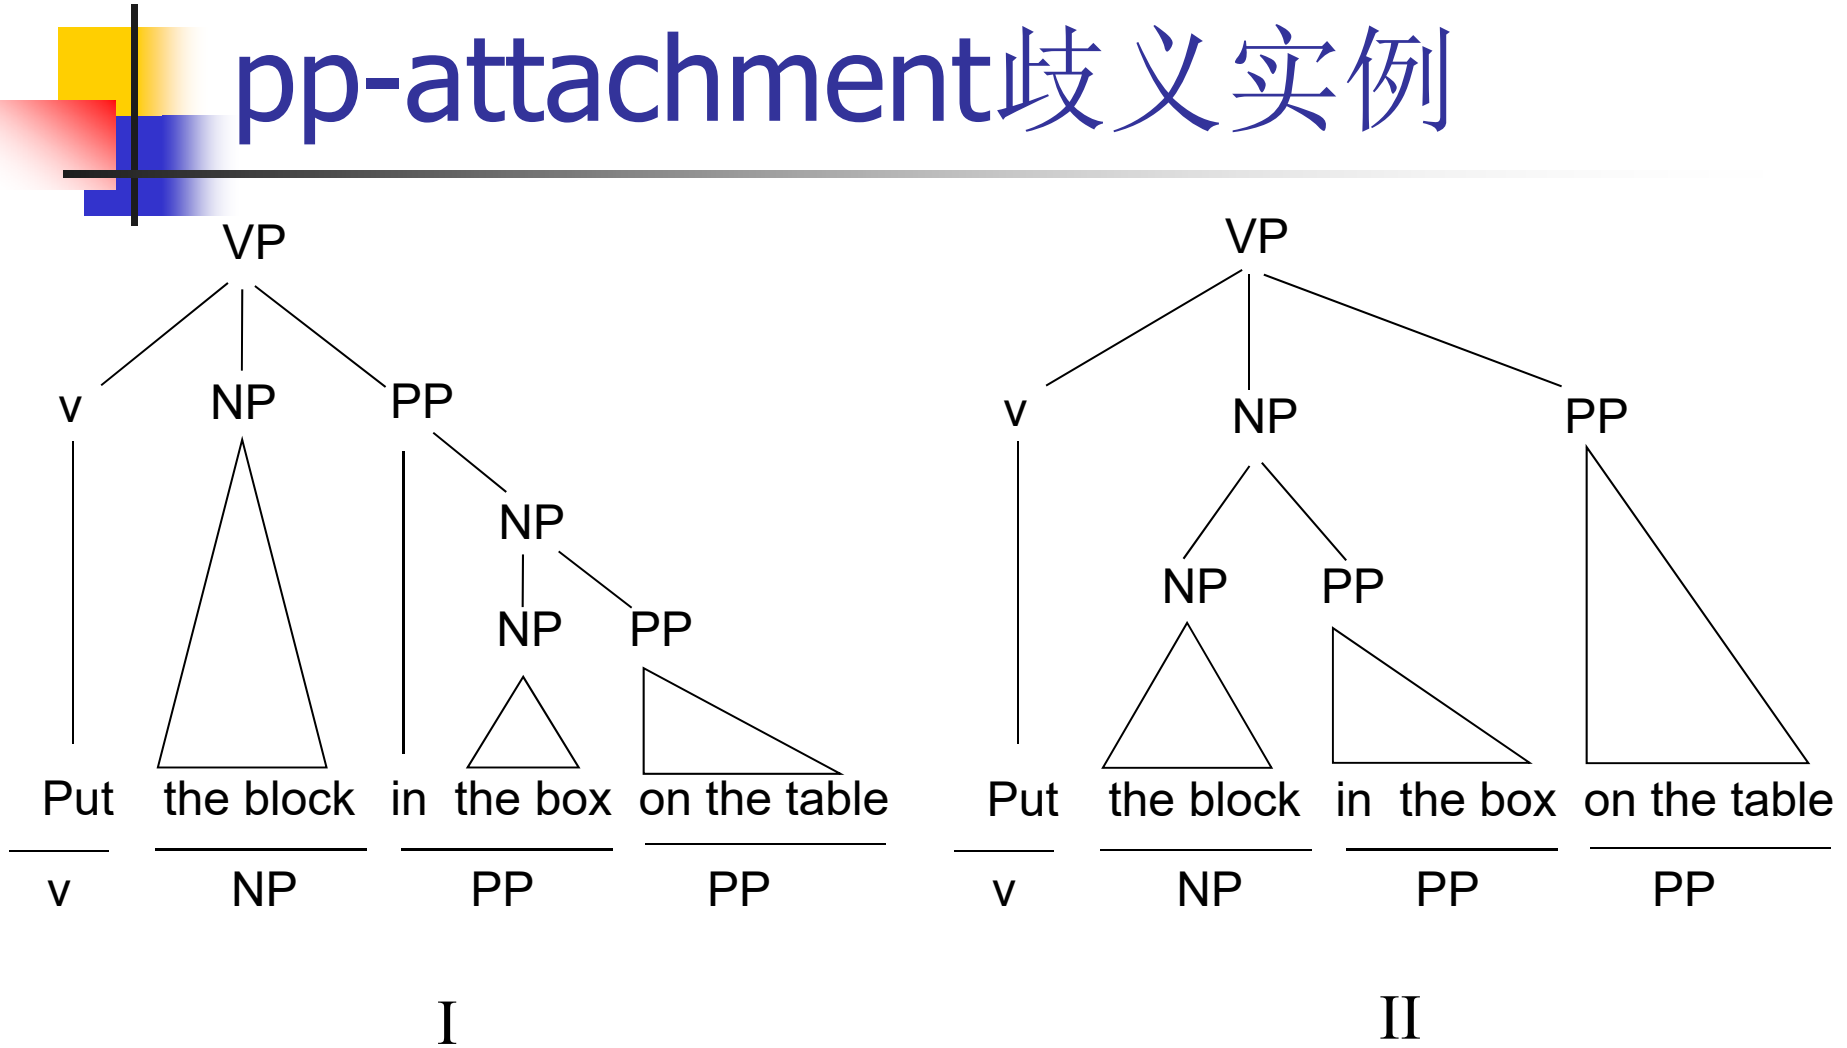 pp-attachment歧义实例
VP
v NP PP
NP
NP PP
Put the block in the box on the table
v NP PP PP
I
VP
v NP PP
NP PP
Put the block in the box on the table
v NP PP PP
II